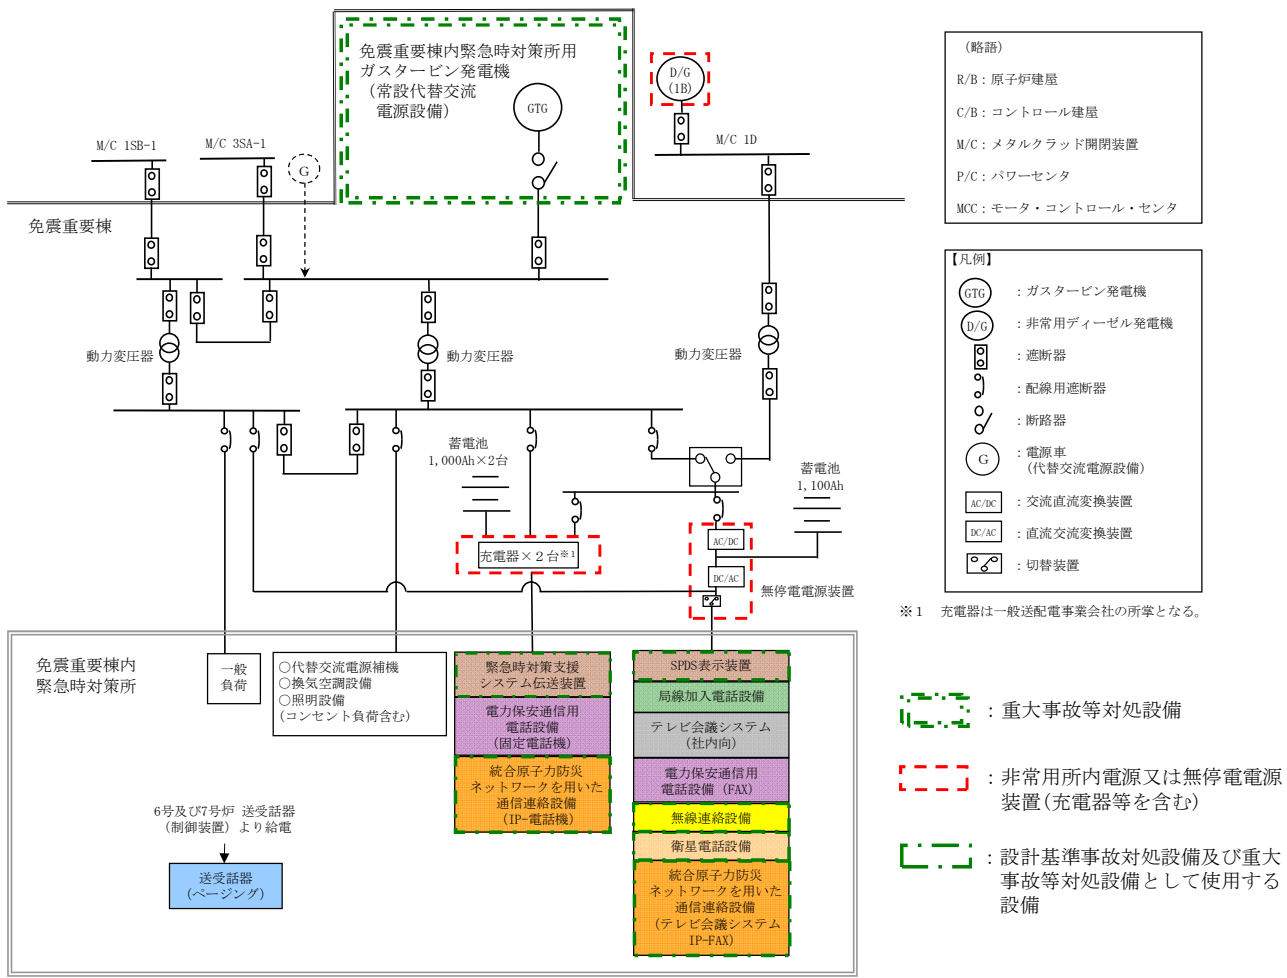 免震重要棟内緊急時対策所用
ガスタービン発電機
(常設代替交流
電源設備)
GTG
D/G
(1B)
M/C 1SB-1
M/C 3SA-1
G
M/C 1D
免震重要棟
動力変圧器
動力変圧器
動力変圧器
蓄電池
1,000Ah×2台
蓄電池
1,100Ah
充電器×2台※1
AC/DC
DC/AC
無停電電源装置
免震重要棟内
緊急時対策所
一般
負荷
○代替交流電源補機
○換気空調設備
○照明設備
(コンセント負荷含む)
緊急時対策支援
システム伝送装置
電力保安通信用
電話設備
(固定電話機)
統合原子力防災
ネットワークを用いた
通信連絡設備
(IP-電話機)
SPDS表示装置
局線加入電話設備
テレビ会議システム
(社内向)
電力保安通信用
電話設備 (FAX)
無線連絡設備
衛星電話設備
統合原子力防災
ネットワークを用いた
通信連絡設備
(テレビ会議システム
IP-FAX)
6号及び7号炉 送受話器
(制御装置) より給電
送受話器
(ページング)
(略語)
R/B:原子炉建屋
C/B:コントロール建屋
M/C:メタルクラッド開閉装置
P/C:パワーセンタ
MCC:モータ・コントロール・センタ
【凡例】
GTG :ガスタービン発電機
D/G :非常用ディーゼル発電機
:遮断器
:配線用遮断器
:断路器
G :電源車
(代替交流電源設備)
AC/DC :交流直流変換装置
DC/AC :直流交流変換装置
:切替装置
※1 充電器は一般送配電事業会社の所掌となる。
:重大事故等対処設備
:非常用所内電源又は無停電電源
装置(充電器等を含む)
:設計基準事故対処設備及び重大
事故等対処設備として使用する
設備